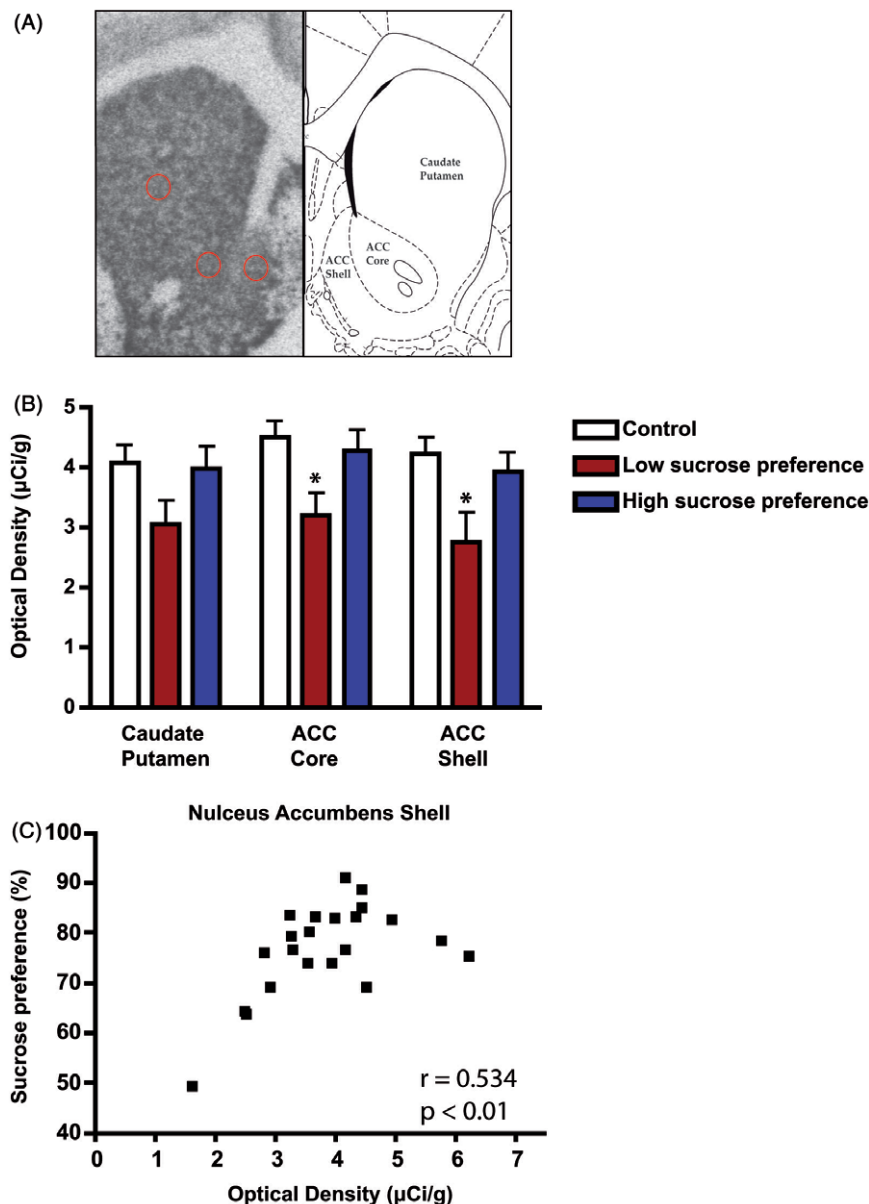 (A)
Caudate
Putamen
ACC
Core
ACC
Shell
(B)
Optical Density (µCi/g)
5
4
3
2
1
0
*
*
Control
Low sucrose preference
High sucrose preference
Caudate
Putamen
ACC
Core
ACC
Shell
(C)
Nulceus Accumbens Shell
Sucrose preference (%)
100
90
80
70
60
50
40
r = 0.534
p < 0.01
0 1 2 3 4 5 6 7
Optical Density (µCi/g)